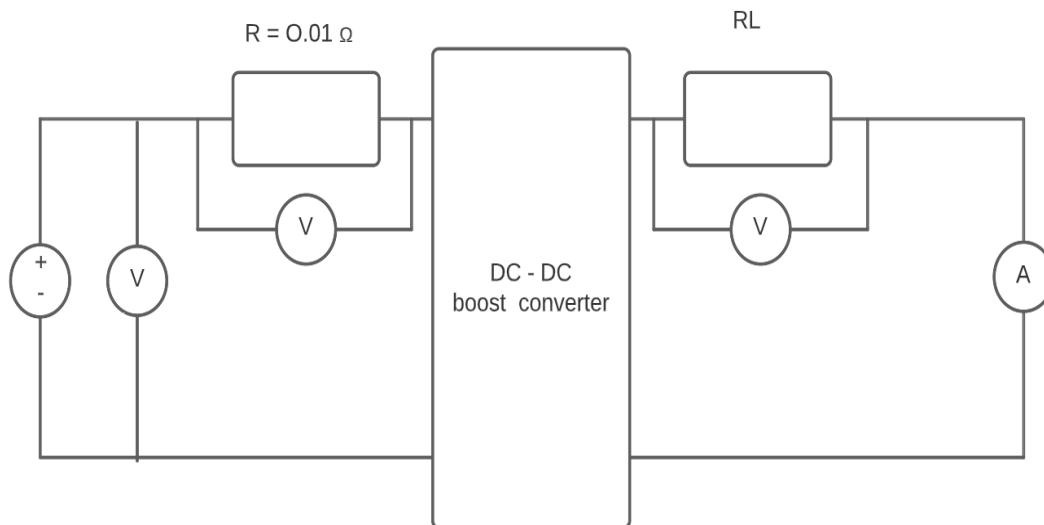 R = O.01 Ω
RL
V
V
+
-
V
A
DC - DC
boost converter